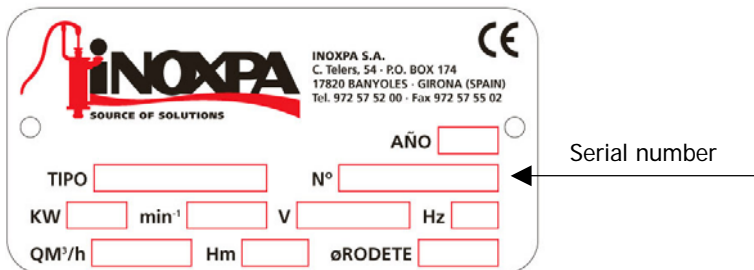 iNOXPA
SOURCE OF SOLUTIONS
INOXPA S.A.
C. Telers, 54 - P.O. BOX 174
17820 BANYOLES - GIRONA (SPAIN)
Tel. 972 57 52 00 - Fax 972 57 55 02
CE
AÑO
TIPO Nº
Serial number
KW min⁻¹ V Hz
QM³/h Hm øRODETE